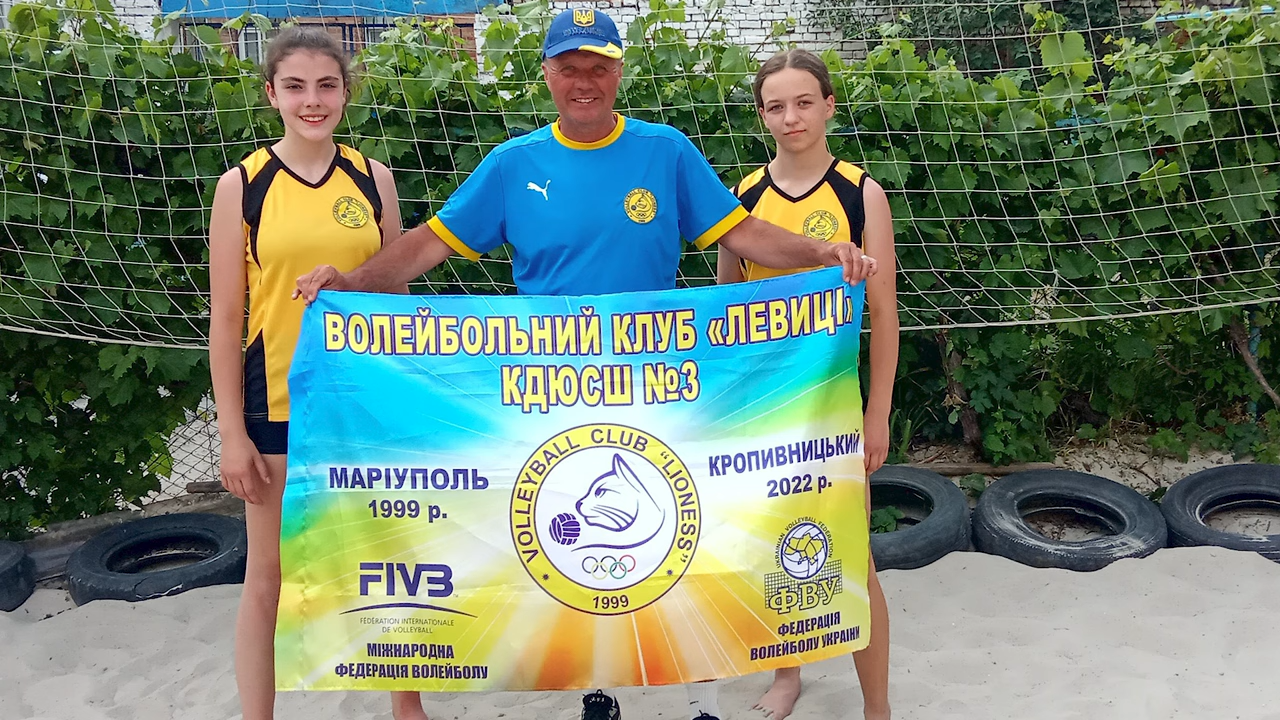 ВОЛЕЙБОЛЬНИЙ КЛУБ «ЛЕВИЦІ»
КДЮСШ №3
МАРІУПОЛЬ
1999 р.
КРОПИВНИЦЬКИЙ
2022 р.
VOLLEYBALL CLUB "LIONESS"
1999
FIVB
FÉDÉRATION INTERNATIONALE
DE VOLLEYBALL
МІЖНАРОДНА
ФЕДЕРАЦІЯ ВОЛЕЙБОЛУ
UKRAINIAN VOLLEYBALL FEDERATION
ФВУ
ФЕДЕРАЦІЯ
ВОЛЕЙБОЛУ УКРАЇНИ